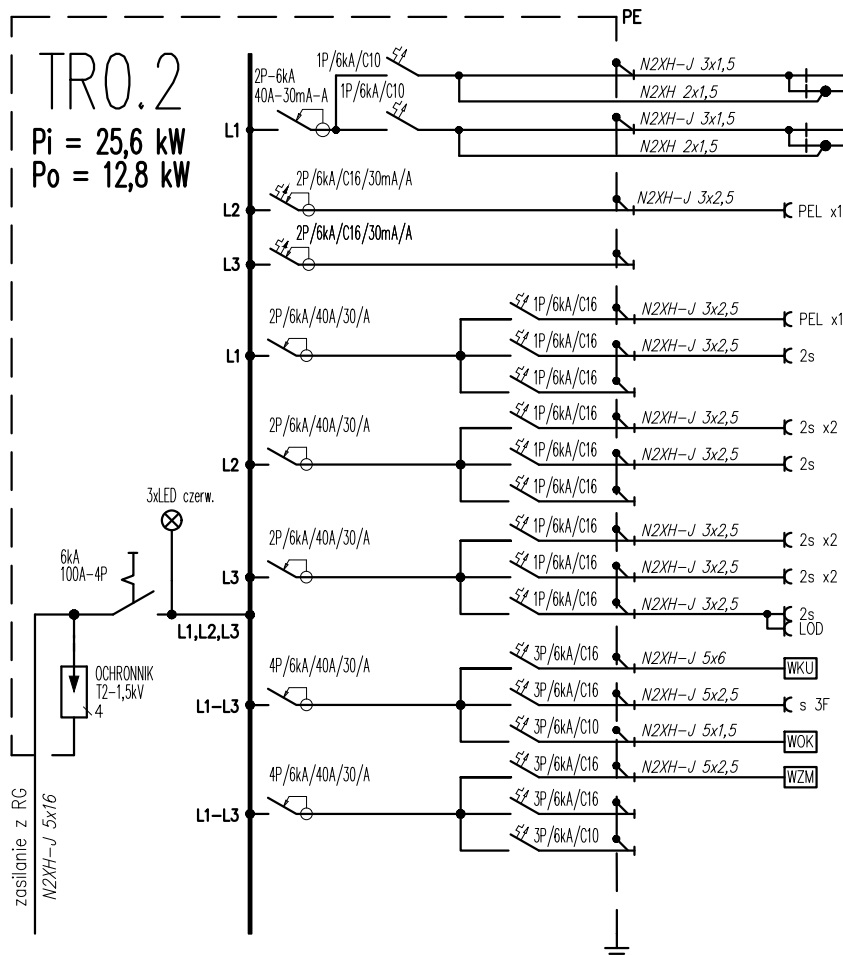 PE
TR0.2
Pi = 25,6 kW
Po = 12,8 kW
2P-6kA
40A-30mA-A
1P/6kA/C10
1P/6kA/C10
L1
N2XH-J 3x1,5
N2XH 2x1,5
N2XH-J 3x1,5
N2XH 2x1,5
L2
2P/6kA/C16/30mA/A
N2XH-J 3x2,5
PEL x1
L3
2P/6kA/C16/30mA/A
L1
2P/6kA/40A/30/A
1P/6kA/C16
N2XH-J 3x2,5
PEL x1
1P/6kA/C16
N2XH-J 3x2,5
2s
1P/6kA/C16
L2
2P/6kA/40A/30/A
1P/6kA/C16
N2XH-J 3x2,5
2s x2
1P/6kA/C16
N2XH-J 3x2,5
2s
1P/6kA/C16
L3
2P/6kA/40A/30/A
1P/6kA/C16
N2XH-J 3x2,5
2s x2
1P/6kA/C16
N2XH-J 3x2,5
2s x2
1P/6kA/C16
N2XH-J 3x2,5
2s
LOD
3xLED czerw.
6kA
100A-4P
L1,L2,L3
OCHRONNIK
T2-1,5kV
4
L1-L3
4P/6kA/40A/30/A
3P/6kA/C16
N2XH-J 5x6
WKU
3P/6kA/C16
N2XH-J 5x2,5
s 3F
3P/6kA/C10
N2XH-J 5x1,5
WOK
L1-L3
4P/6kA/40A/30/A
3P/6kA/C16
N2XH-J 5x2,5
WZM
3P/6kA/C16
3P/6kA/C10
zasilanie z RG
N2XH-J 5x16